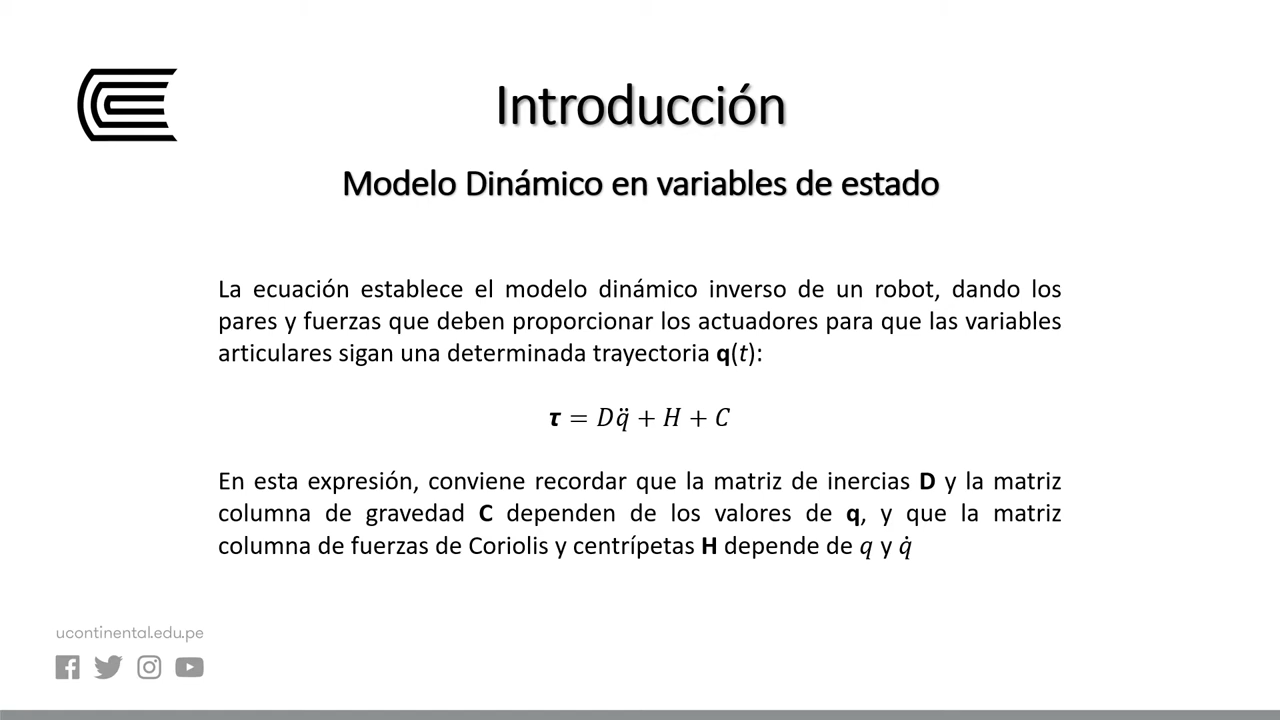 Introducción
Modelo Dinámico en variables de estado
La ecuación establece el modelo dinámico inverso de un robot, dando los
pares y fuerzas que deben proporcionar los actuadores para que las variables
articulares sigan una determinada trayectoria q(t):
τ = Dq̈ + H + C
En esta expresión, conviene recordar que la matriz de inercias D y la matriz
columna de gravedad C dependen de los valores de q, y que la matriz
columna de fuerzas de Coriolis y centrípetas H depende de q y q̇
ucontinental.edu.pe